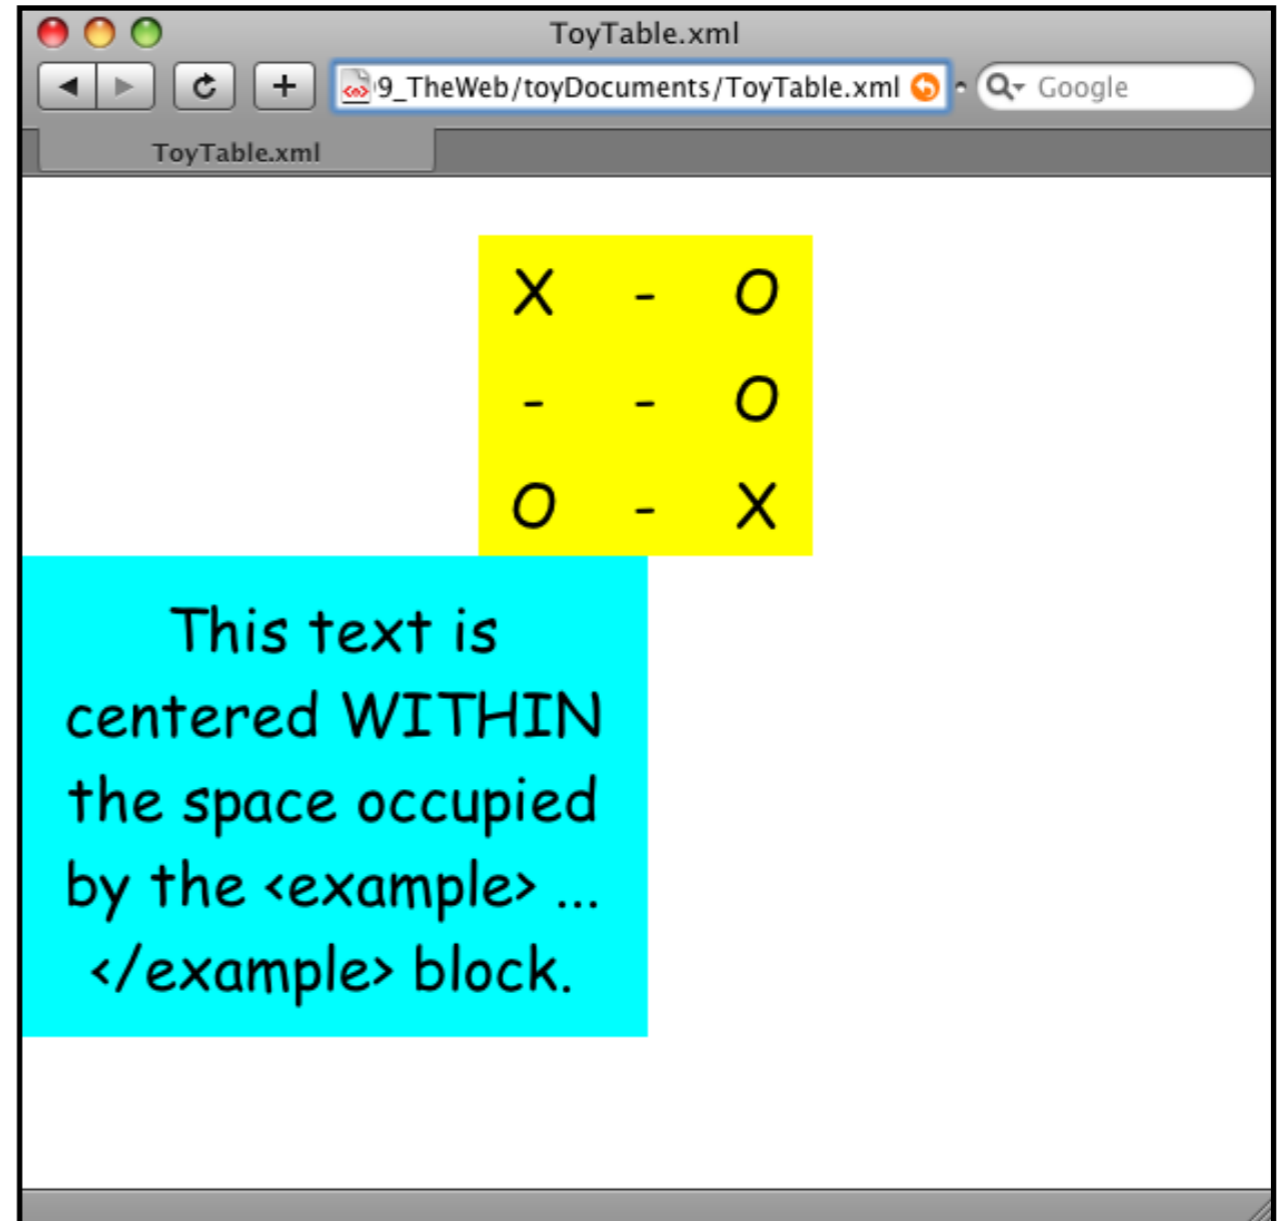 ToyTable.xml
9_TheWeb/toyDocuments/ToyTable.xml Google
ToyTable.xml
X - O
- - O
O - X
This text is
centered WITHIN
the space occupied
by the <example> ...
</example> block.